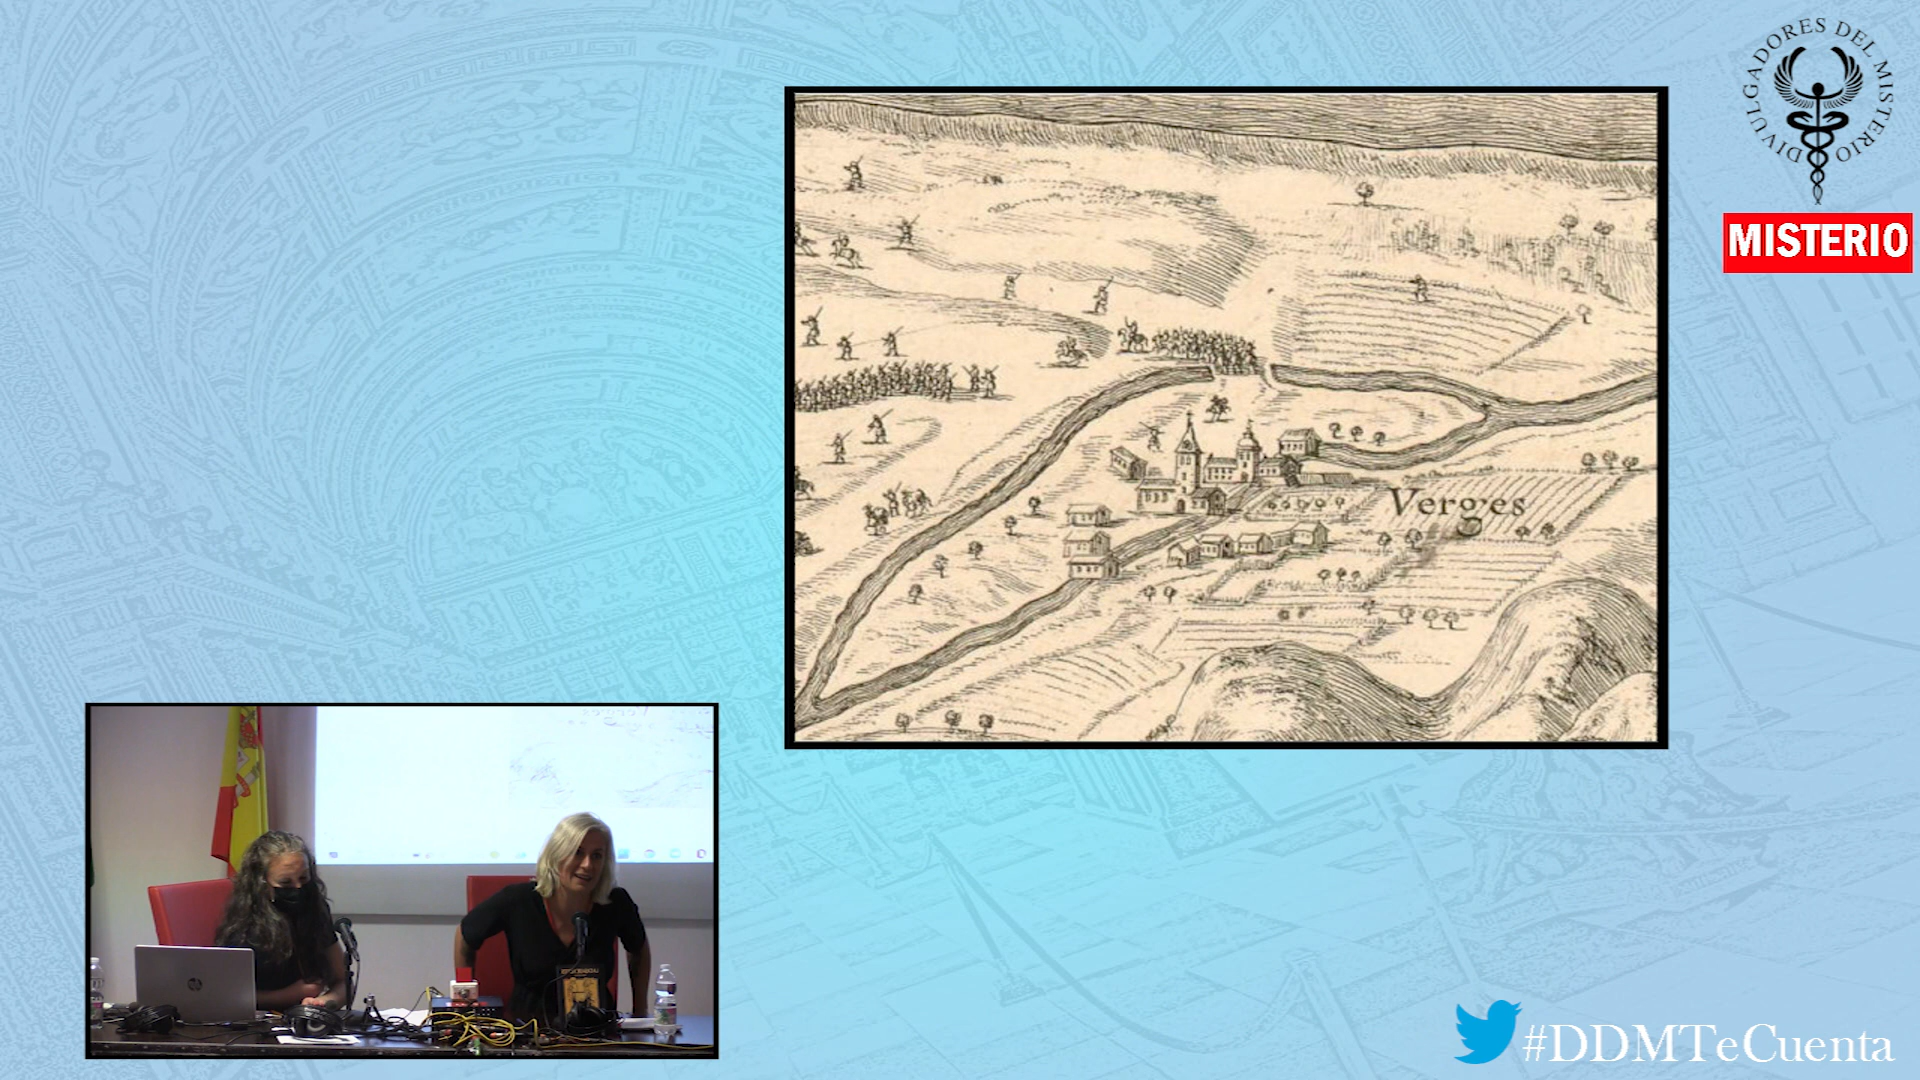 DIVULGADORES DEL MISTERIO
MISTERIO
Verges
#DDMTeCuenta